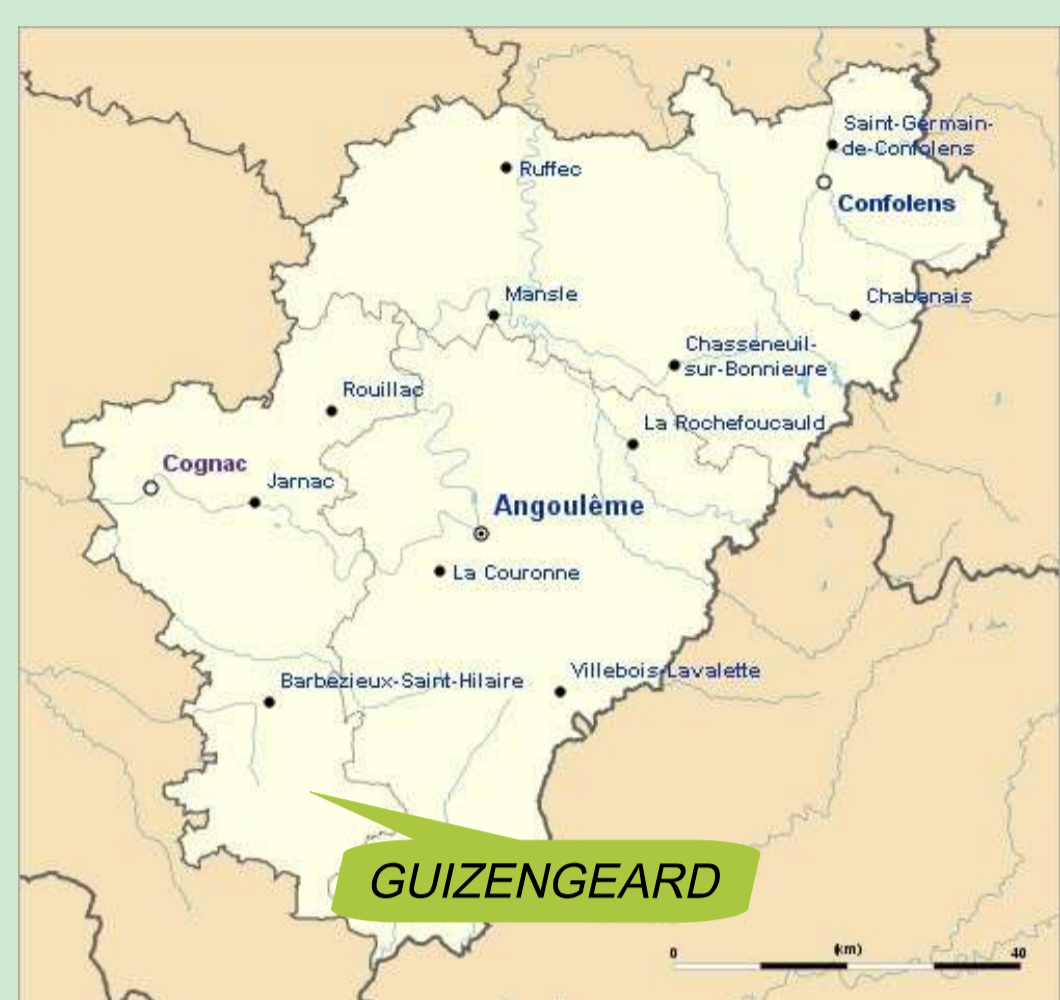 Saint-Germain-
de-Confolens
Ruffec
Confolens
Mansle
Chabanais
Chasseneuil-
sur-Bonnieure
Rouillac
La Rochefoucauld
Cognac
Jarnac
Angoulême
La Couronne
Villebois-Lavalette
Barbezieux-Saint-Hilaire
GUIZENGEARD
0 (km) 40